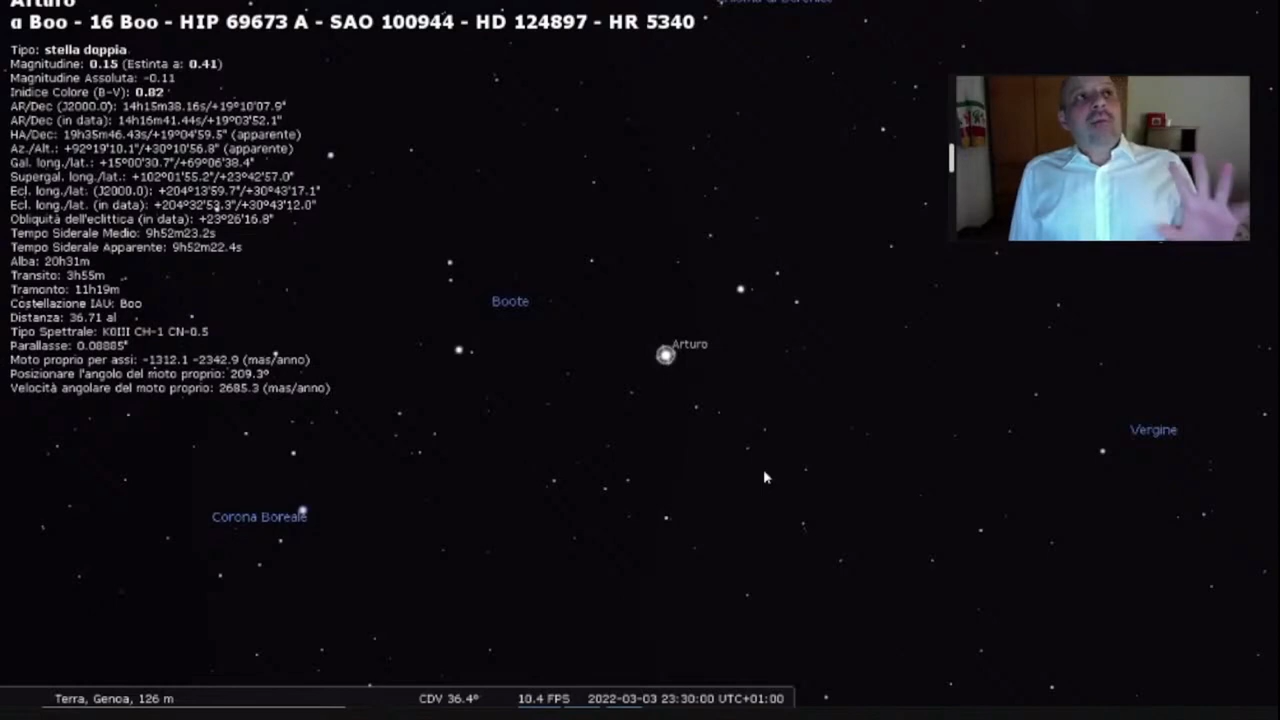 Arturo
α Boo - 16 Boo - HIP 69673 A - SAO 100944 - HD 124897 - HR 5340
Tipo: stella doppia
Magnitudine: 0.15 (Estinta a: 0.41)
Magnitudine Assoluta: -0.11
Inidice Colore (B-V): 0.82
AR/Dec (J2000.0): 14h15m38.16s/+19°10'07.9"
AR/Dec (in data): 14h16m41.44s/+19°03'52.1"
HA/Dec: 19h35m46.43s/+19°04'59.5" (apparente)
Az./Alt.: +92°19'10.1"/+30°10'56.8" (apparente)
Gal. long./lat.: +15°00'30.7"/+69°06'38.4"
Supergal. long./lat.: +102°01'55.2"/+23°42'57.0"
Ecl. long./lat. (J2000.0): +204°13'59.7"/+30°43'17.1"
Ecl. long./lat. (in data): +204°32'53.3"/+30°43'12.0"
Obliquità dell'eclittica (in data): +23°26'16.8"
Tempo Siderale Medio: 9h52m23.2s
Tempo Siderale Apparente: 9h52m22.4s
Alba: 20h31m
Transito: 3h55m
Tramonto: 11h19m
Costellazione IAU: Boo
Distanza: 36.71 al
Tipo Spettrale: K0III CH-1 CN-0.5
Parallasse: 0.08885"
Moto proprio per assi: -1312.1 -2342.9 (mas/anno)
Posizionare l'angolo del moto proprio: 209.3°
Velocità angolare del moto proprio: 2685.3 (mas/anno)
Boote
Arturo
Vergine
Corona Boreale
Terra, Genoa, 126 m CDV 36.4° 10.4 FPS 2022-03-03 23:30:00 UTC+01:00